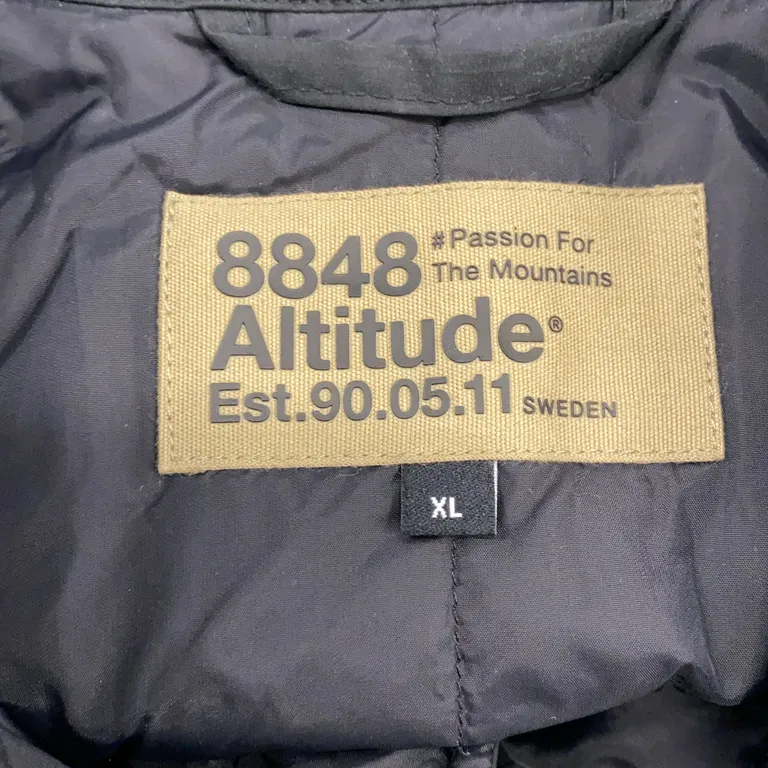 8848 #Passion For
The Mountains
Altitude®
Est.90.05.11 SWEDEN
XL